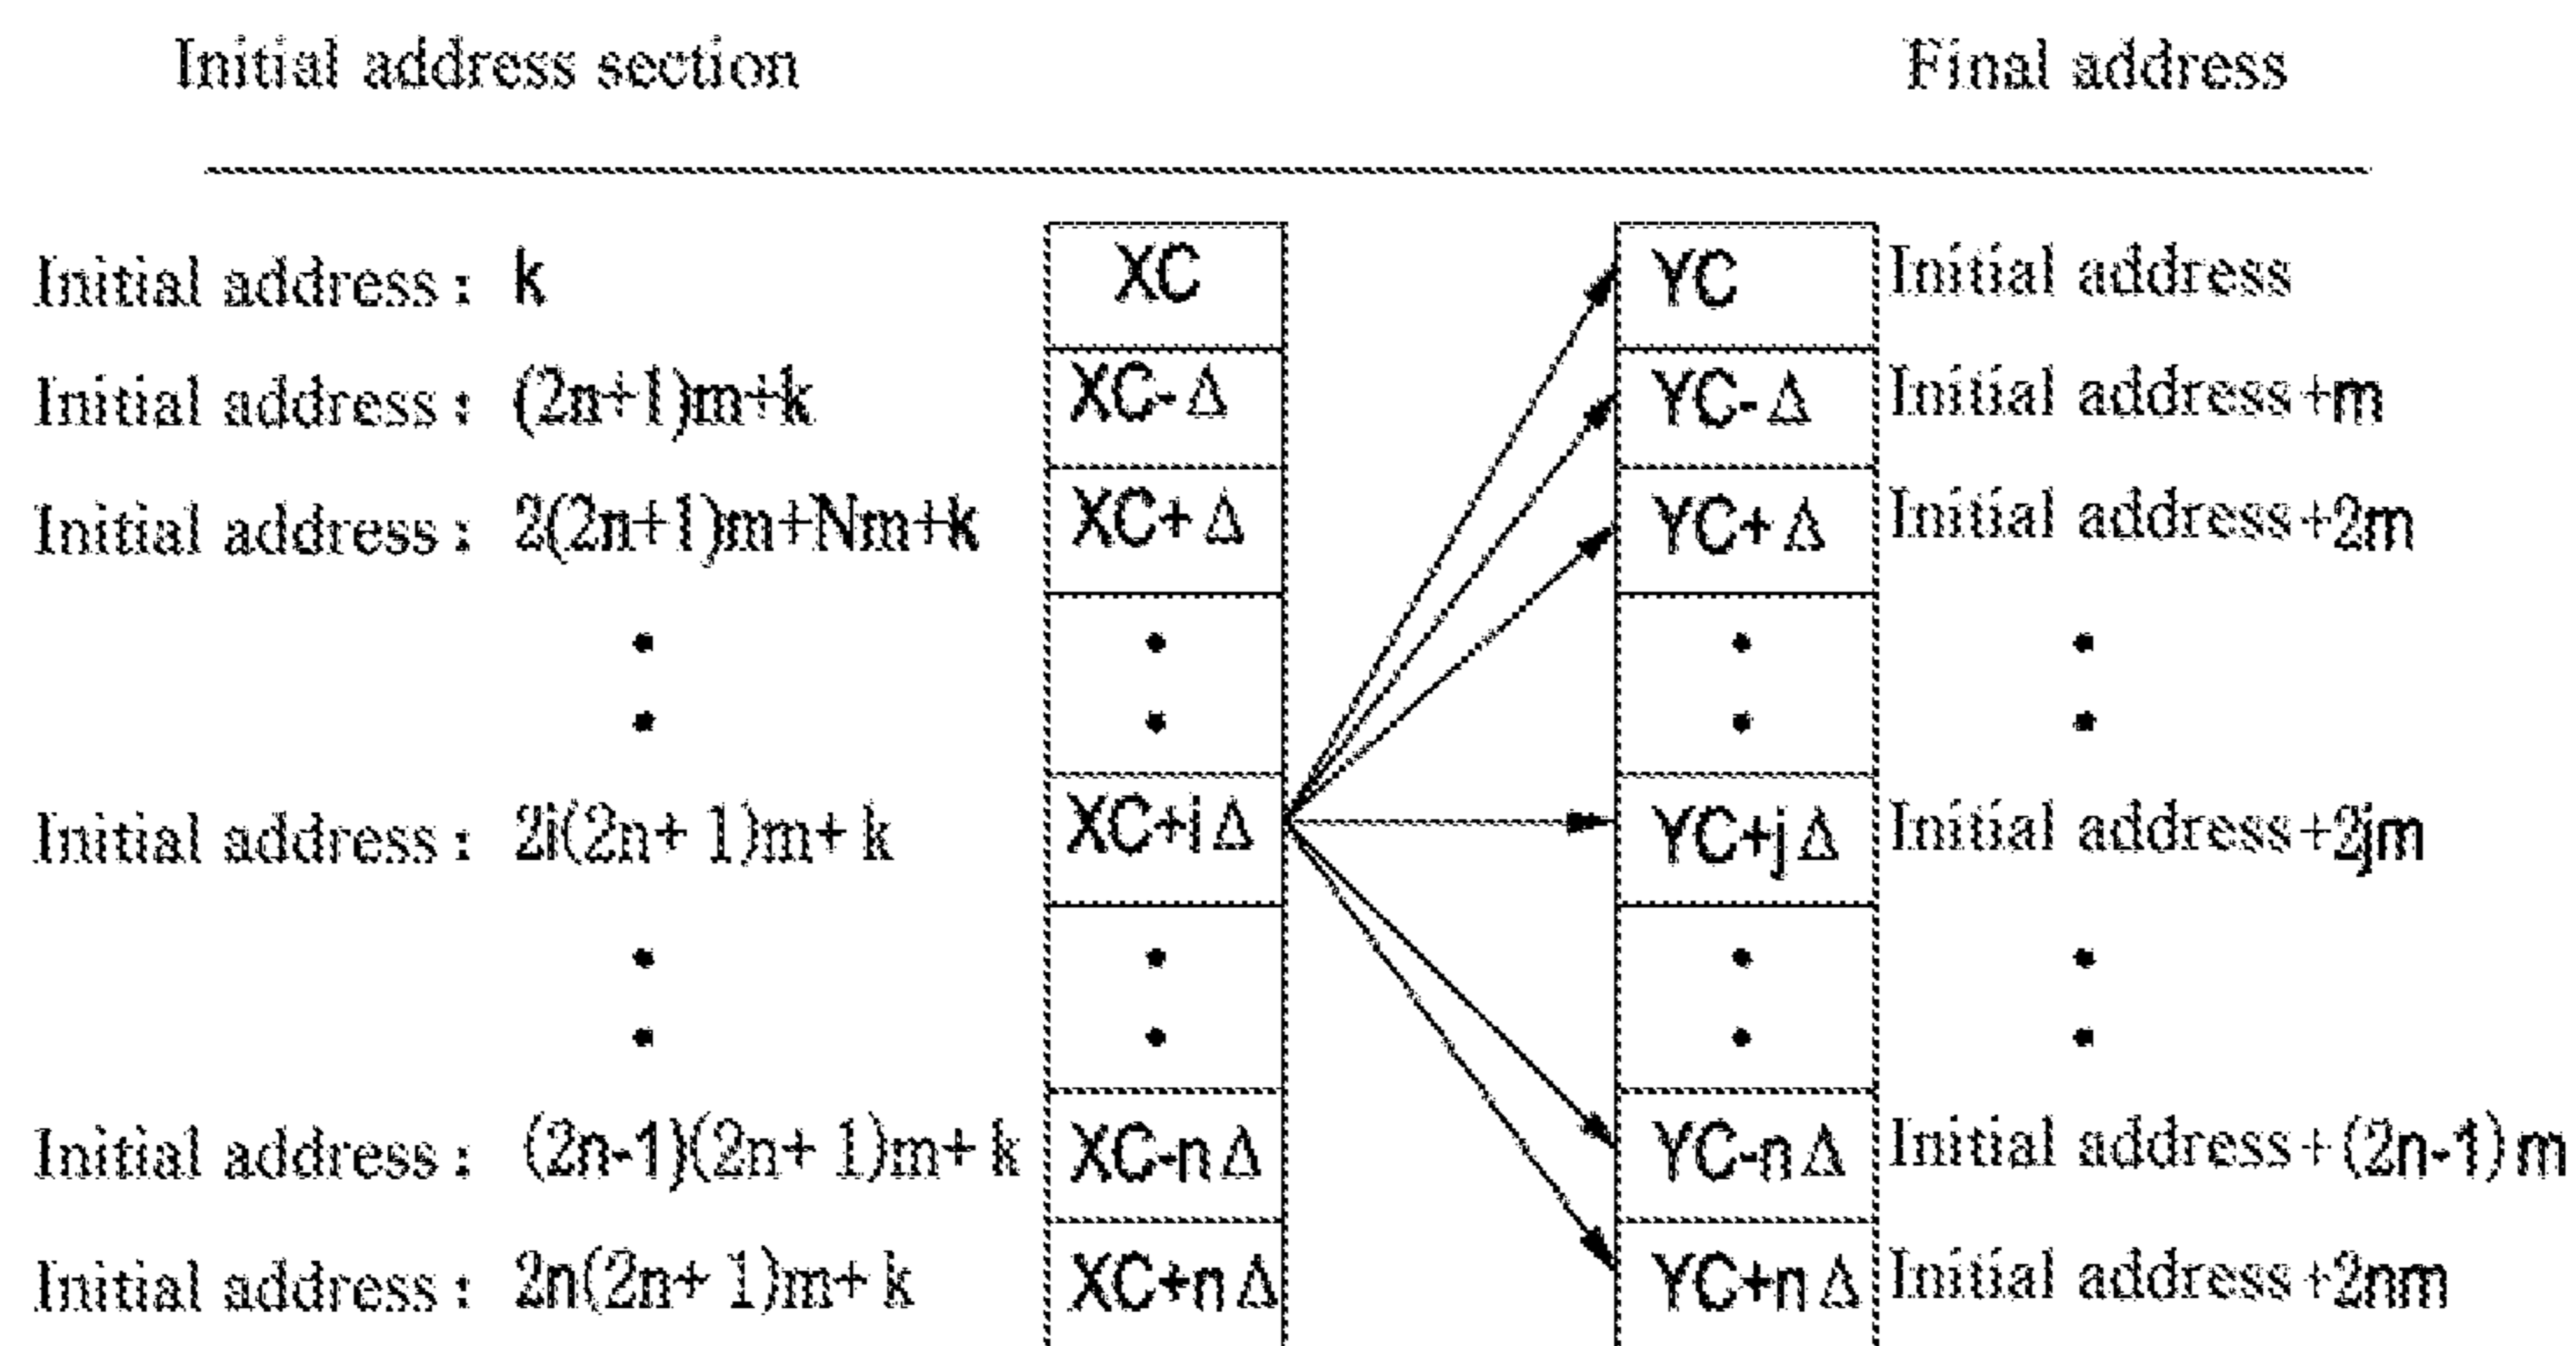 Initial address section Final address
Initial address: k XC YC Initial address
Initial address: (2n+1)m+k XC-Δ YC-Δ Initial address+m
Initial address: 2(2n+1)m+Nm+k XC+Δ YC+Δ Initial address+2m
Initial address: 2i(2n+1)m+k XC+iΔ YC+jΔ Initial address+2jm
Initial address: (2n-1)(2n+1)m+k XC-nΔ YC-nΔ Initial address+(2n-1)m
Initial address: 2n(2n+1)m+k XC+nΔ YC+nΔ Initial address+2nm